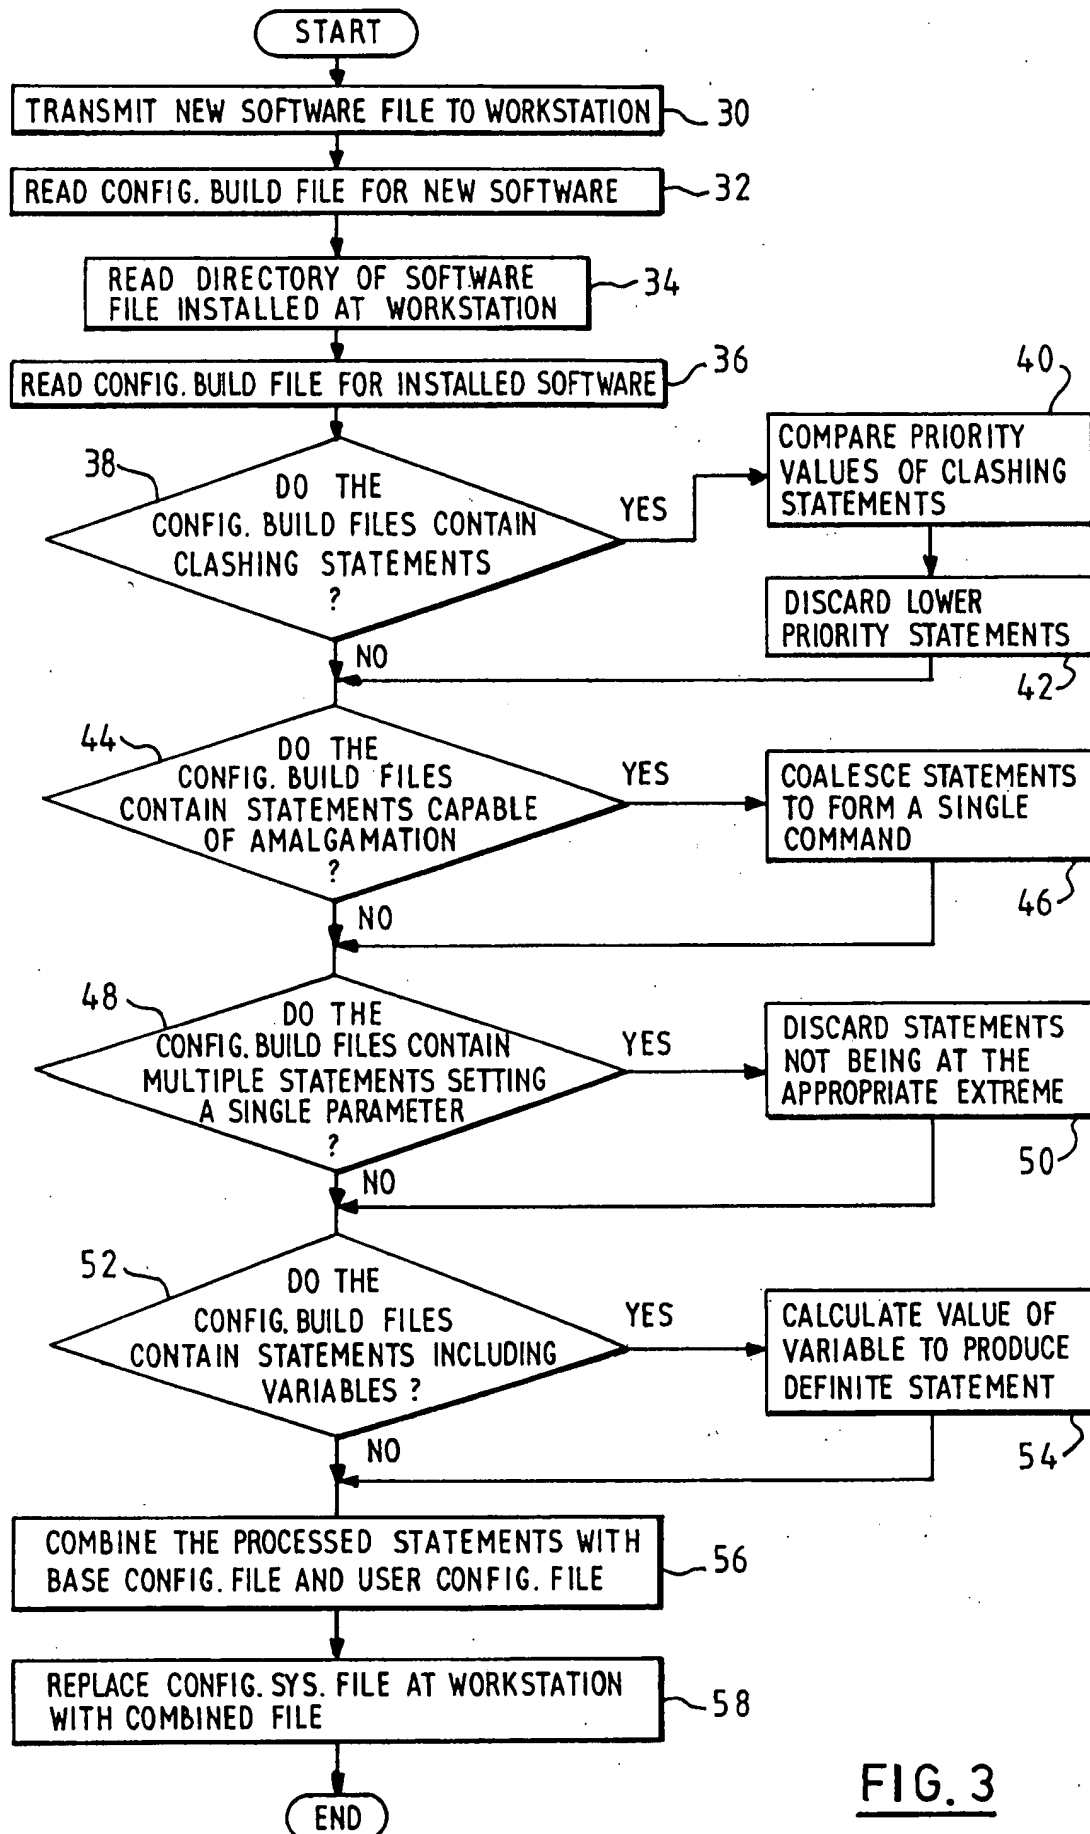 START
TRANSMIT NEW SOFTWARE FILE TO WORKSTATION
30
READ CONFIG. BUILD FILE FOR NEW SOFTWARE
32
READ DIRECTORY OF SOFTWARE
FILE INSTALLED AT WORKSTATION
34
READ CONFIG. BUILD FILE FOR INSTALLED SOFTWARE
36
38
DO THE
CONFIG. BUILD FILES CONTAIN
CLASHING STATEMENTS
?
YES
NO
40
COMPARE PRIORITY
VALUES OF CLASHING
STATEMENTS
DISCARD LOWER
PRIORITY STATEMENTS
42
44
DO THE
CONFIG. BUILD FILES
CONTAIN STATEMENTS CAPABLE
OF AMALGAMATION
?
YES
NO
COALESCE STATEMENTS
TO FORM A SINGLE
COMMAND
46
48
DO THE
CONFIG. BUILD FILES CONTAIN
MULTIPLE STATEMENTS SETTING
A SINGLE PARAMETER
?
YES
NO
DISCARD STATEMENTS
NOT BEING AT THE
APPROPRIATE EXTREME
50
52
DO THE
CONFIG. BUILD FILES
CONTAIN STATEMENTS INCLUDING
VARIABLES ?
YES
NO
CALCULATE VALUE OF
VARIABLE TO PRODUCE
DEFINITE STATEMENT
54
COMBINE THE PROCESSED STATEMENTS WITH
BASE CONFIG. FILE AND USER CONFIG. FILE
56
REPLACE CONFIG. SYS. FILE AT WORKSTATION
WITH COMBINED FILE
58
END
FIG. 3